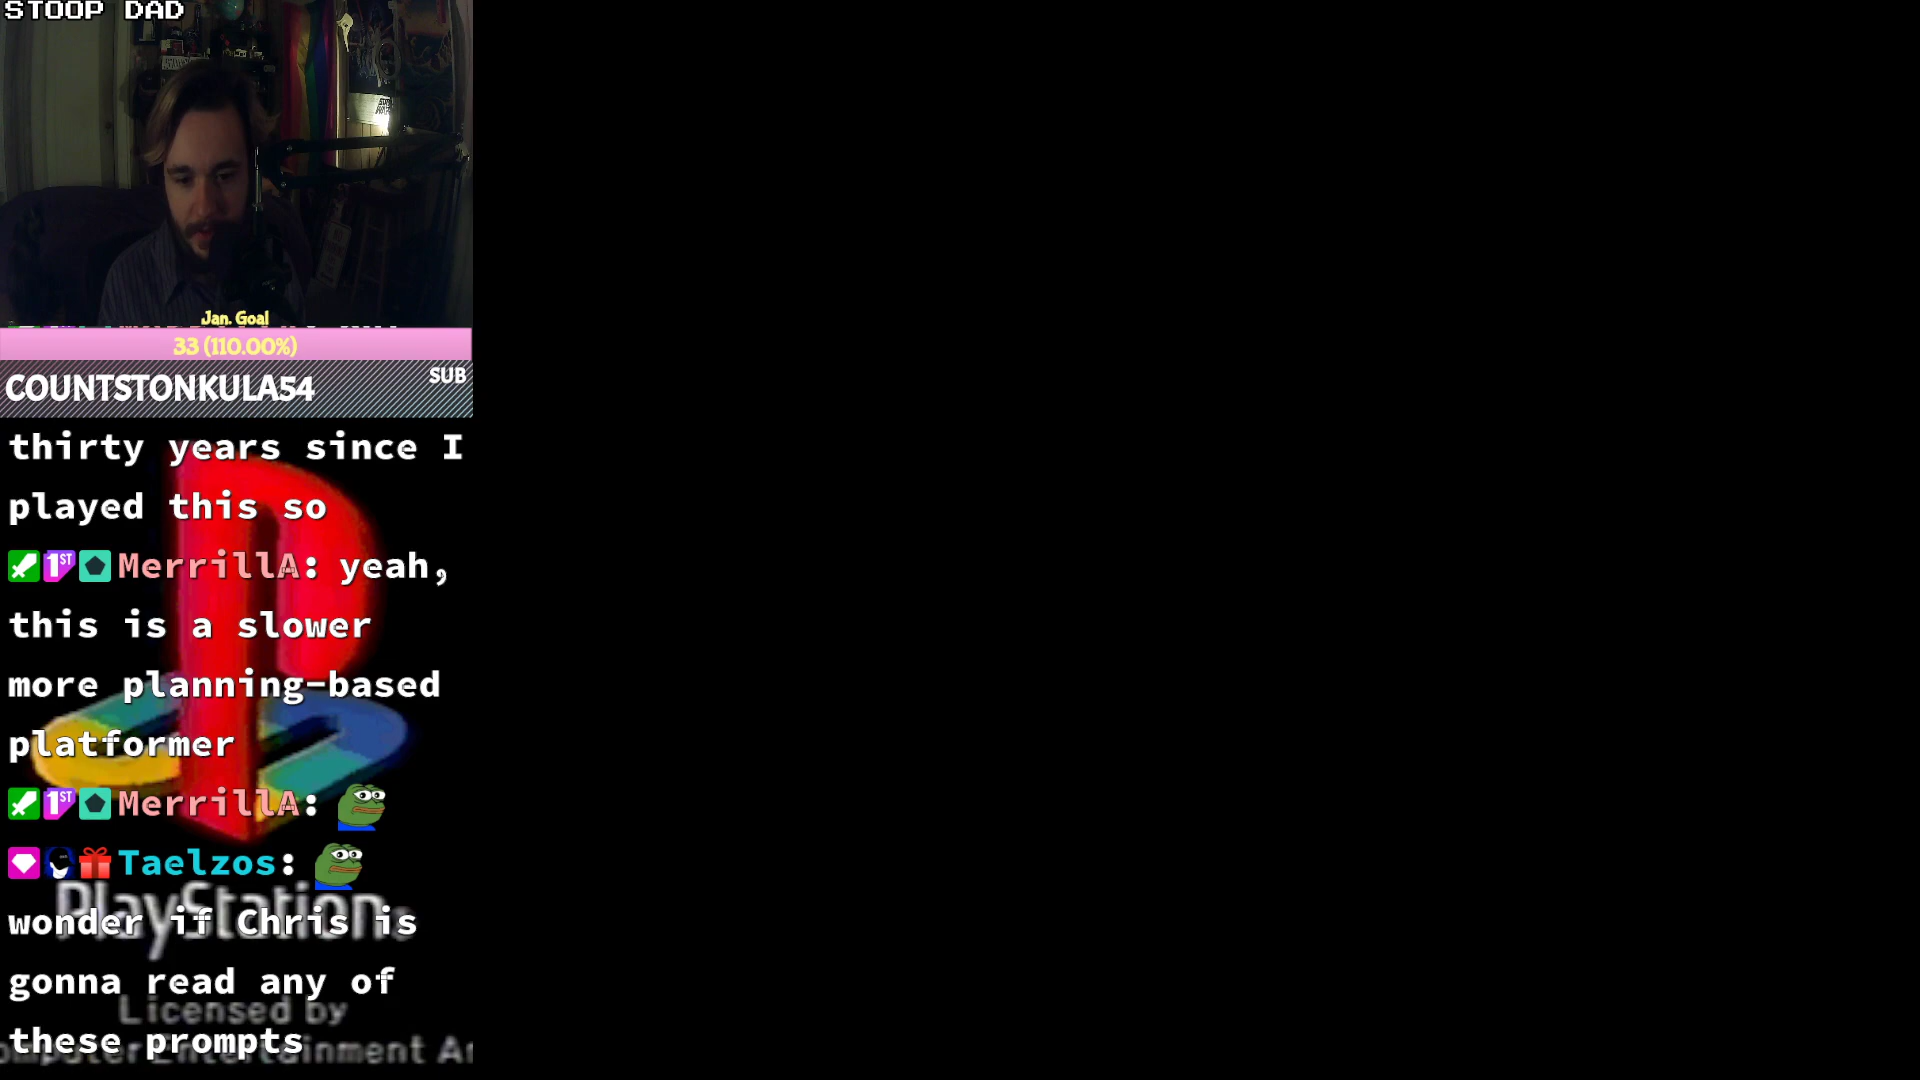 STOOP DAD
Jan. Goal
33 (110.00%)
COUNTSTONKULA54
SUB
thirty years since I
played this so
MerrillA: yeah,
this is a slower
more planning-based
platformer
MerrillA:
Taelzos:
PlayStation
wonder if Chris is
gonna read any of
Licensed by
these prompts